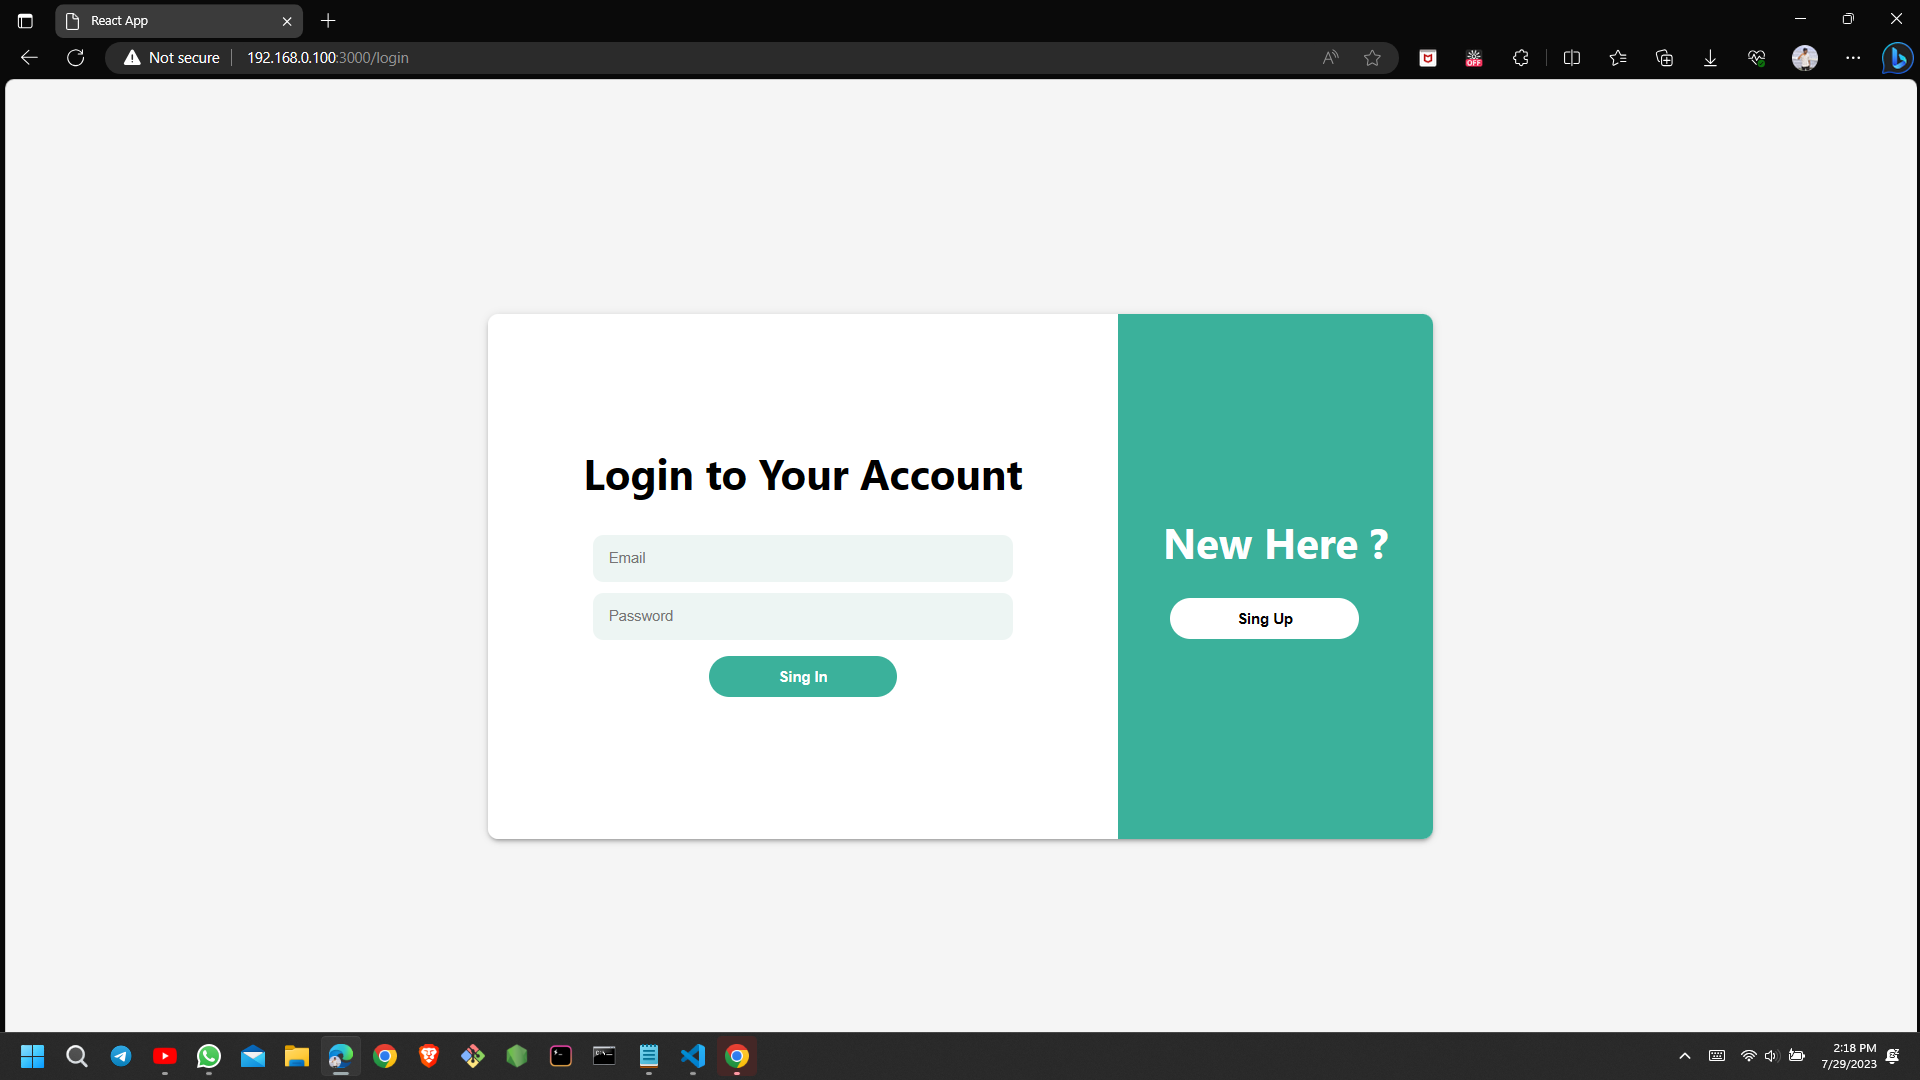 React App
Not secure
192.168.0.100:3000/login
OFF
Login to Your Account
Email
Password
Sing In
New Here ?
Sing Up
2:18 PM
7/29/2023